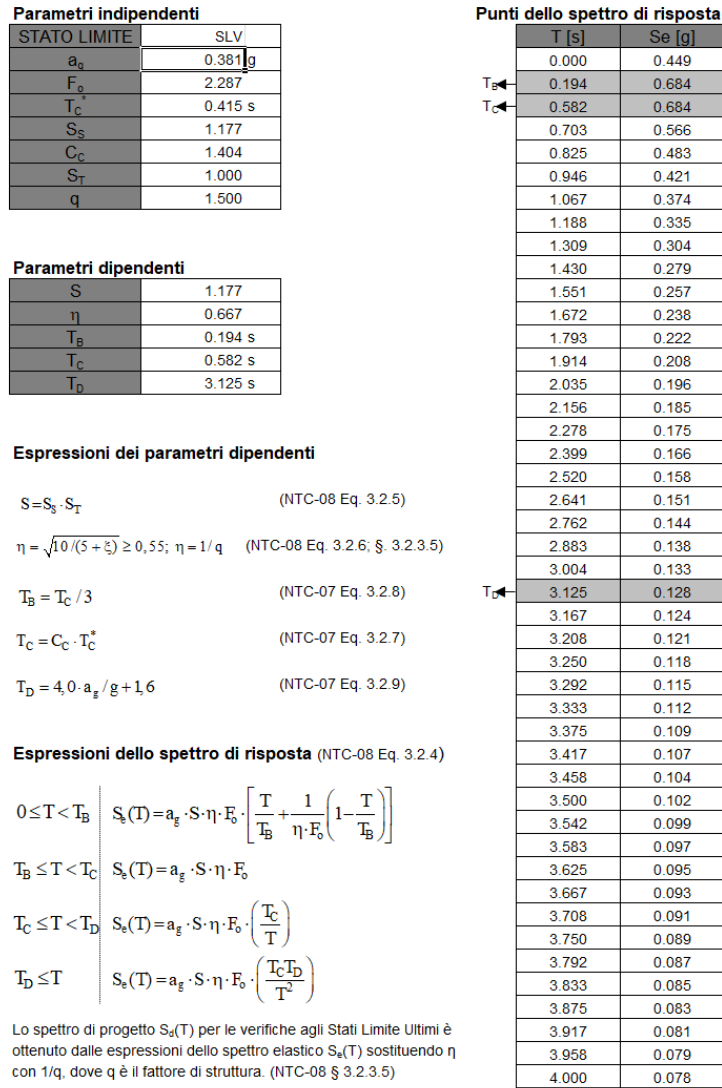 Parametri indipendenti
STATO LIMITE SLV
ag 0.381 g
Fo 2.287
TC* 0.415 s
SS 1.177
CC 1.404
ST 1.000
q 1.500
Parametri dipendenti
S 1.177
η 0.667
TB 0.194 s
TC 0.582 s
TD 3.125 s
Espressioni dei parametri dipendenti
S=SS·ST (NTC-08 Eq. 3.2.5)
η = √10/(5+ξ) ≥ 0,55; η=1/q (NTC-08 Eq. 3.2.6; §. 3.2.3.5)
TB = TC / 3 (NTC-07 Eq. 3.2.8)
TC = CC · TC* (NTC-07 Eq. 3.2.7)
TD = 4,0·ag / g+1,6 (NTC-07 Eq. 3.2.9)
Espressioni dello spettro di risposta (NTC-08 Eq. 3.2.4)
0≤T<TB Se(T)=ag·S·η·Fo·[T/TB + 1/(η·Fo) (1−T/TB)]
TB ≤T<TC Se(T)=ag·S·η·Fo
TC ≤T<TD Se(T)=ag·S·η·Fo·(TC/T)
TD ≤T Se(T)=ag·S·η·Fo·(TCTD/T²)
Lo spettro di progetto Sd(T) per le verifiche agli Stati Limite Ultimi è
ottenuto dalle espressioni dello spettro elastico Se(T) sostituendo η
con 1/q, dove q è il fattore di struttura. (NTC-08 § 3.2.3.5)
Punti dello spettro di risposta
T [s] Se [g]
0.000 0.449
TB 0.194 0.684
TC 0.582 0.684
0.703 0.566
0.825 0.483
0.946 0.421
1.067 0.374
1.188 0.335
1.309 0.304
1.430 0.279
1.551 0.257
1.672 0.238
1.793 0.222
1.914 0.208
2.035 0.196
2.156 0.185
2.278 0.175
2.399 0.166
2.520 0.158
2.641 0.151
2.762 0.144
2.883 0.138
3.004 0.133
TD 3.125 0.128
3.167 0.124
3.208 0.121
3.250 0.118
3.292 0.115
3.333 0.112
3.375 0.109
3.417 0.107
3.458 0.104
3.500 0.102
3.542 0.099
3.583 0.097
3.625 0.095
3.667 0.093
3.708 0.091
3.750 0.089
3.792 0.087
3.833 0.085
3.875 0.083
3.917 0.081
3.958 0.079
4.000 0.078